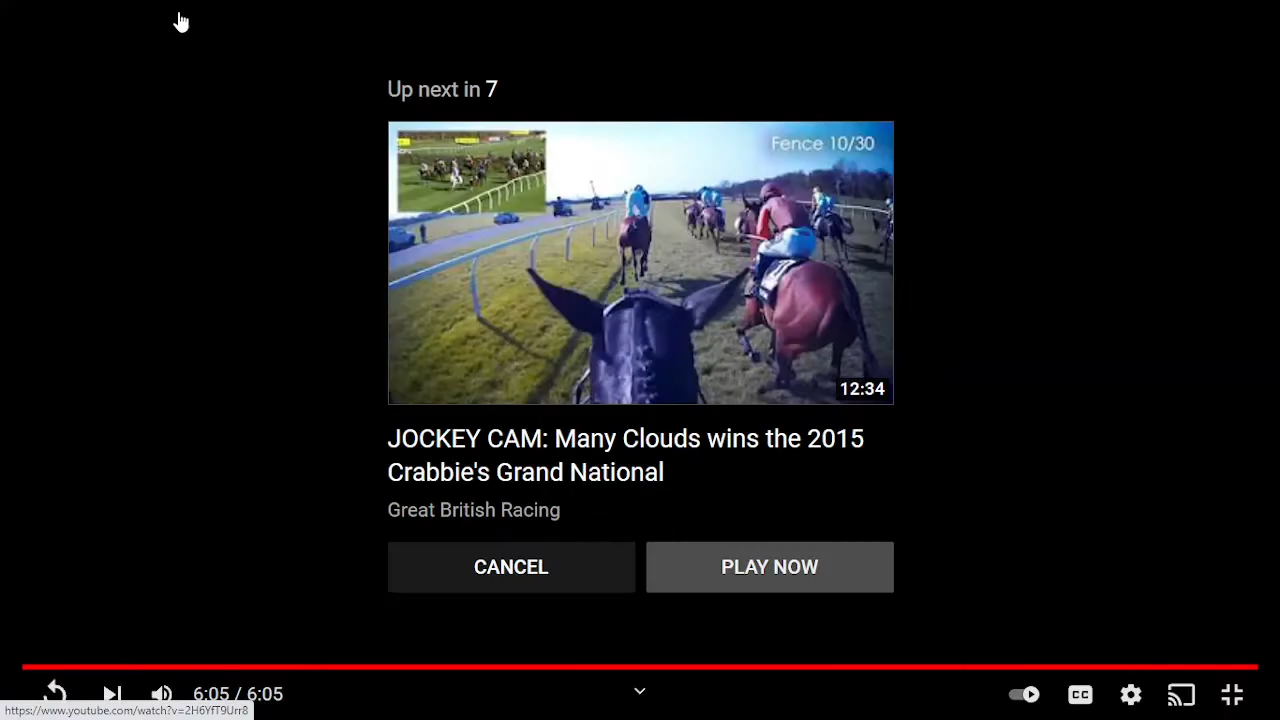 Up next in 7
Fence 10/30
12:34
JOCKEY CAM: Many Clouds wins the 2015
Crabbie's Grand National
Great British Racing
CANCEL
PLAY NOW
6:05 / 6:05
CC
https://www.youtube.com/watch?v=2H6YfT9Urr8